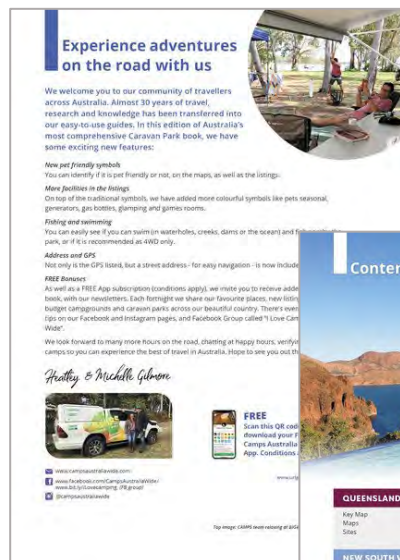 Experience adventures
on the road with us
We welcome you to our community of travellers
across Australia. Almost 30 years of travel,
research and knowledge has been transferred into
our easy-to-use guides. In this edition of Australia's
most comprehensive Caravan Park book, we have
some exciting new features:
New pet friendly symbols
You can identify if it is pet friendly or not, on the maps, as well as the listings.
More facilities in the listings
On top of the traditional symbols, we have added more colourful symbols like pets seasonal,
generators, gas bottles, glamping and games rooms.
Fishing and swimming
You can easily see if you can swim (in waterholes, creeks, dams or the ocean) and
park, or if it is recommended as 4WD only.
Address and GPS
Not only is the GPS listed, but a street address - for easy navigation - is now include
FREE Bonuses
As well as a FREE App subscription (conditions apply), we invite you to receive adde
book, with our newsletters. Each fortnight we share our favourite places, new listin
budget campgrounds and caravan parks across our beautiful country. There's even
tips on our Facebook and Instagram pages, and Facebook Group called "I Love Cam
Wide".
We look forward to many more hours on the road, chatting at happy hours, verifyin
camps so you can experience the best of travel in Australia. Hope to see you out th
Heatley & Michelle Gilmore
FREE
Scan this QR cod
download your F
Camps Australia
App. Conditions
www.campsaustraliawide.com
www.facebook.com/CampsAustraliaWide/
@campsaustraliawide
Conten
QUEENSLAND
Key Map
Maps
Sites
NEW SOUTH